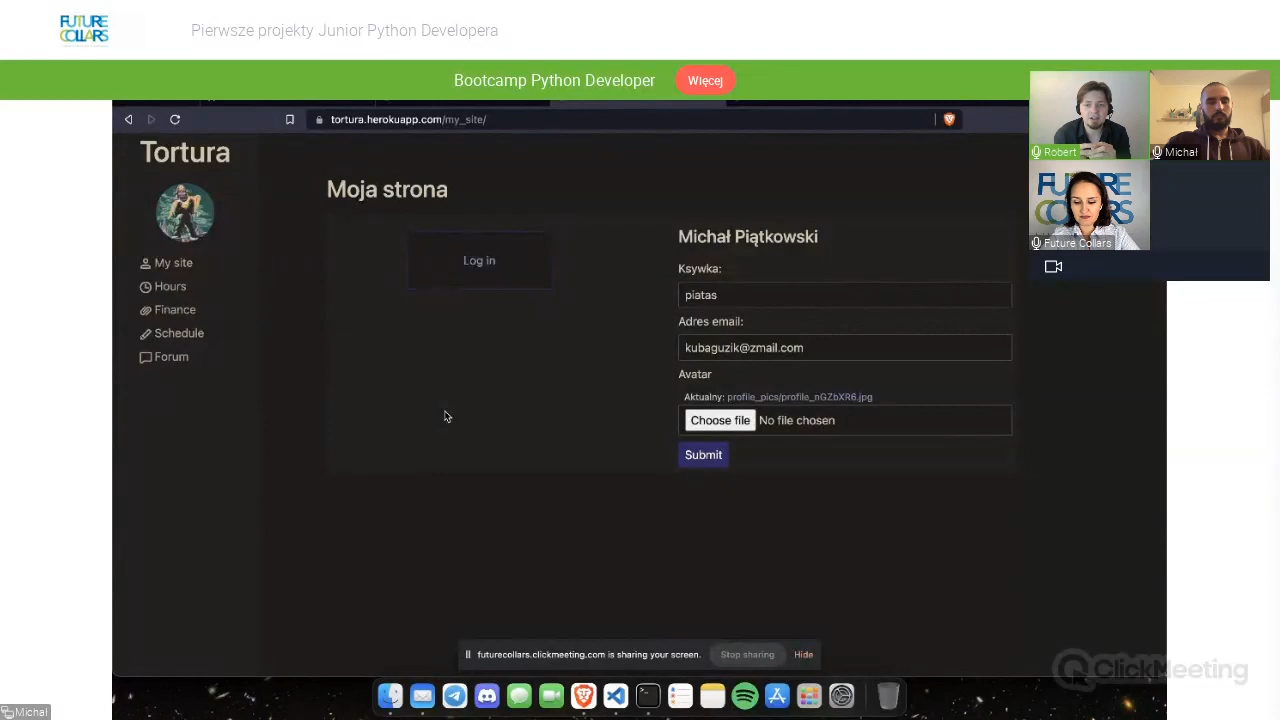 FUTURE
COLLARS
Pierwsze projekty Junior Python Developera
Bootcamp Python Developer
Więcej
tortura.herokuapp.com/my_site/
Tortura
My site
Hours
Finance
Schedule
Forum
Moja strona
Log in
Michał Piątkowski
Ksywka:
piatas
Adres email:
kubaguzik@zmail.com
Avatar
Aktualny: profile_pics/profile_nGZbXR6.jpg
Choose file No file chosen
Submit
Robert
Michał
FUTURE
COLLARS
Future Collars
futurecollars.clickmeeting.com is sharing your screen.
Stop sharing
Hide
ClickMeeting
Michał